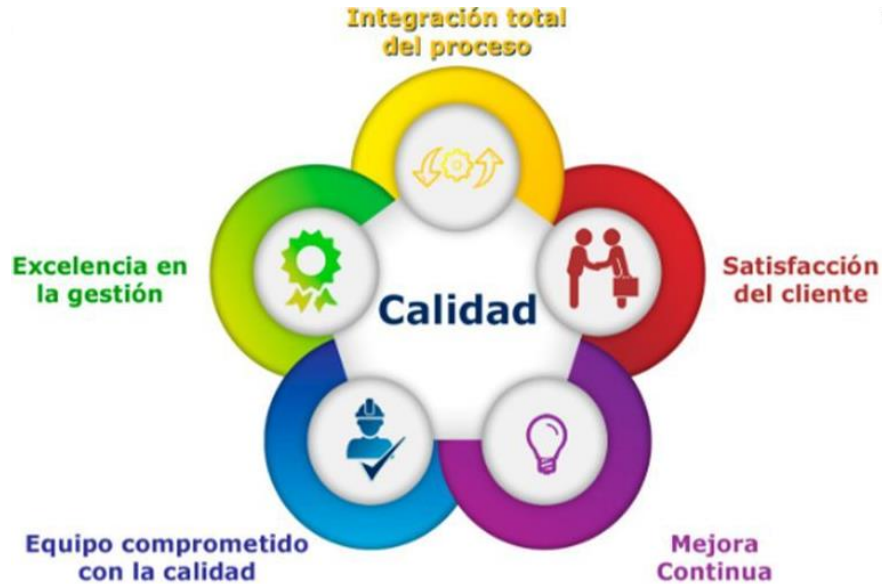 Integración total
del proceso
Excelencia en
la gestión
Calidad
Satisfacción
del cliente
Equipo comprometido
con la calidad
Mejora
Continua